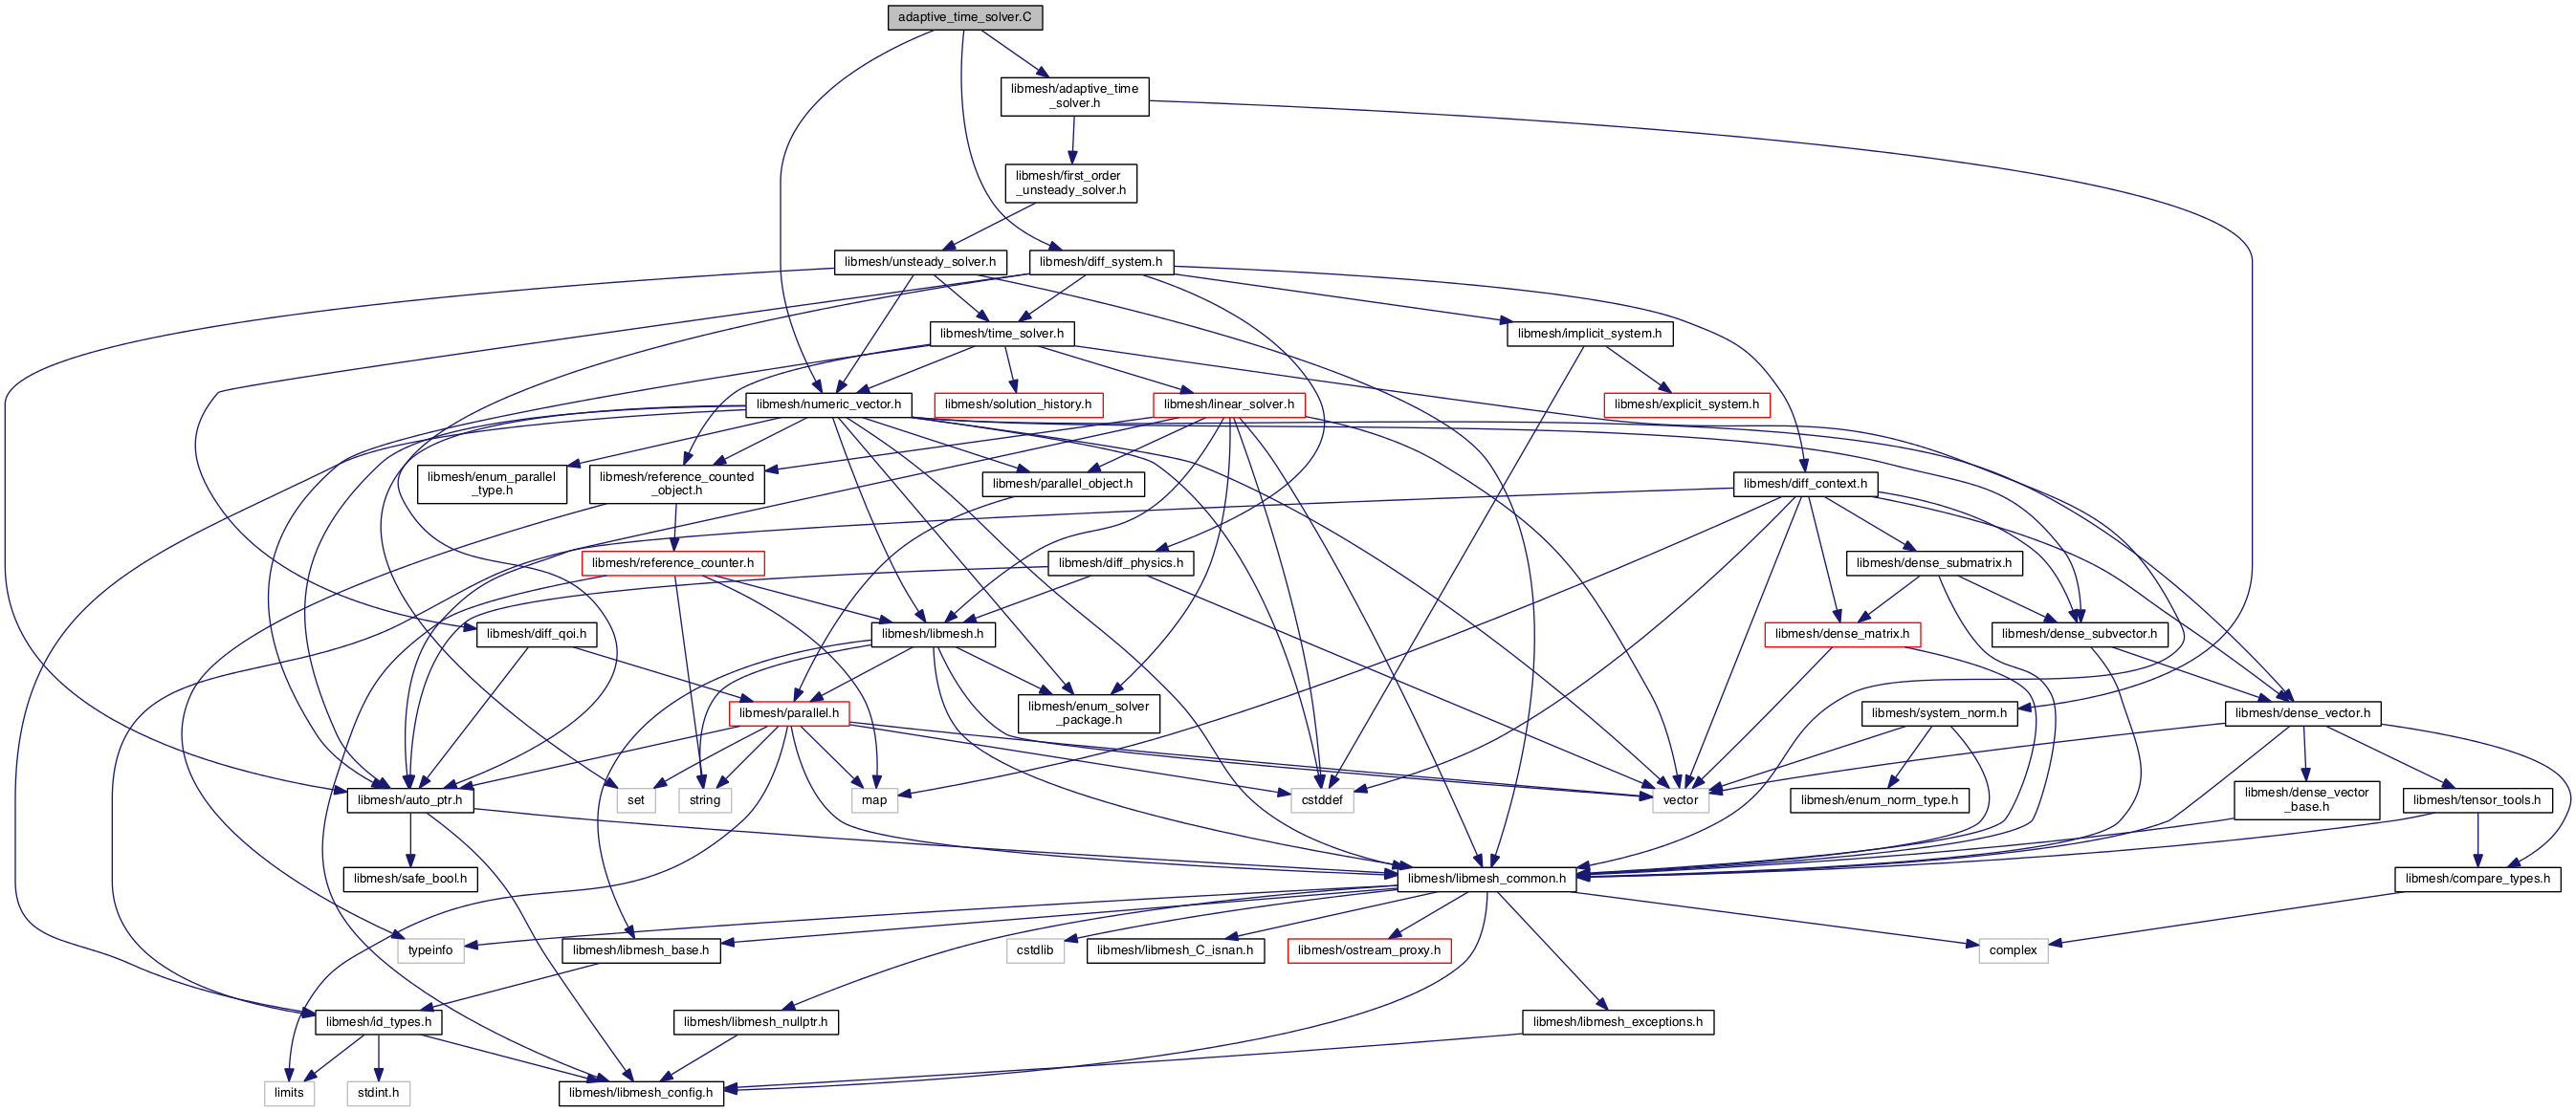 adaptive_time_solver.C
libmesh/adaptive_time
_solver.h
libmesh/first_order
_unsteady_solver.h
libmesh/unsteady_solver.h
libmesh/diff_system.h
libmesh/time_solver.h
libmesh/implicit_system.h
libmesh/numeric_vector.h
libmesh/solution_history.h
libmesh/linear_solver.h
libmesh/explicit_system.h
libmesh/enum_parallel
_type.h
libmesh/reference_counted
_object.h
libmesh/parallel_object.h
libmesh/diff_context.h
libmesh/reference_counter.h
libmesh/diff_physics.h
libmesh/dense_submatrix.h
libmesh/diff_qoi.h
libmesh/libmesh.h
libmesh/dense_matrix.h
libmesh/dense_subvector.h
libmesh/parallel.h
libmesh/enum_solver
_package.h
libmesh/system_norm.h
libmesh/dense_vector.h
libmesh/auto_ptr.h
set
string
map
cstddef
vector
libmesh/enum_norm_type.h
libmesh/dense_vector
_base.h
libmesh/tensor_tools.h
libmesh/safe_bool.h
libmesh/libmesh_common.h
libmesh/compare_types.h
typeinfo
libmesh/libmesh_base.h
cstdlib
libmesh/libmesh_C_isnan.h
libmesh/ostream_proxy.h
complex
libmesh/id_types.h
libmesh/libmesh_nullptr.h
libmesh/libmesh_exceptions.h
limits
stdint.h
libmesh/libmesh_config.h